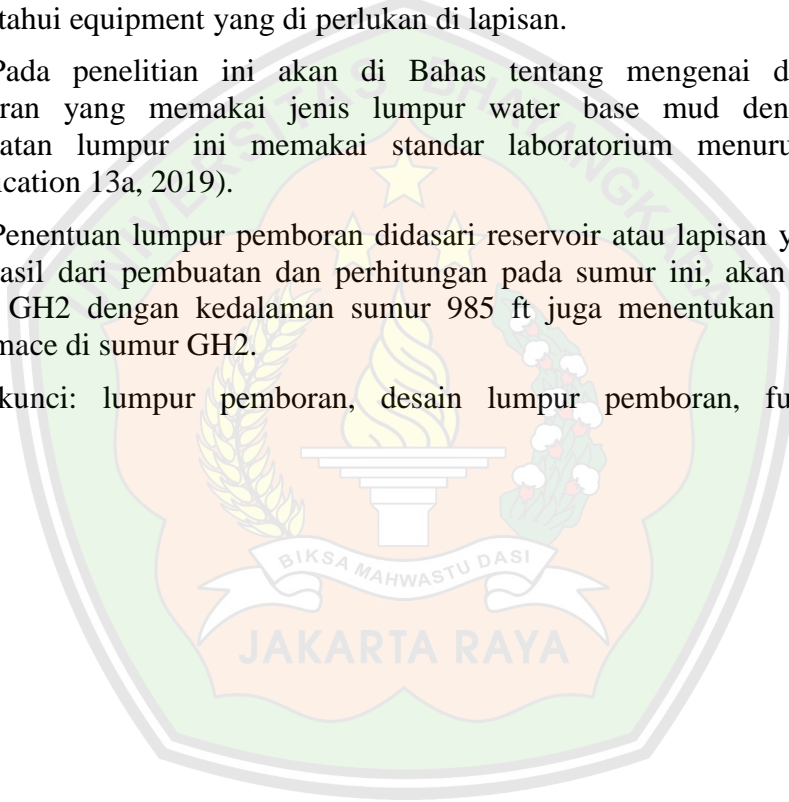 tahui equipment yang di perlukan di lapisan.
Pada penelitian ini akan di Bahas tentang mengenai d
ran yang memakai jenis lumpur water base mud den
atan lumpur ini memakai standar laboratorium menuru
ication 13a, 2019).
Penentuan lumpur pemboran didasari reservoir atau lapisan y
asil dari pembuatan dan perhitungan pada sumur ini, akan
GH2 dengan kedalaman sumur 985 ft juga menentukan
mace di sumur GH2.
kunci: lumpur pemboran, desain lumpur pemboran, fu
UNIVERSITAS BHAYANGKARA
BIKSA MAHWASTU DASI
JAKARTA RAYA